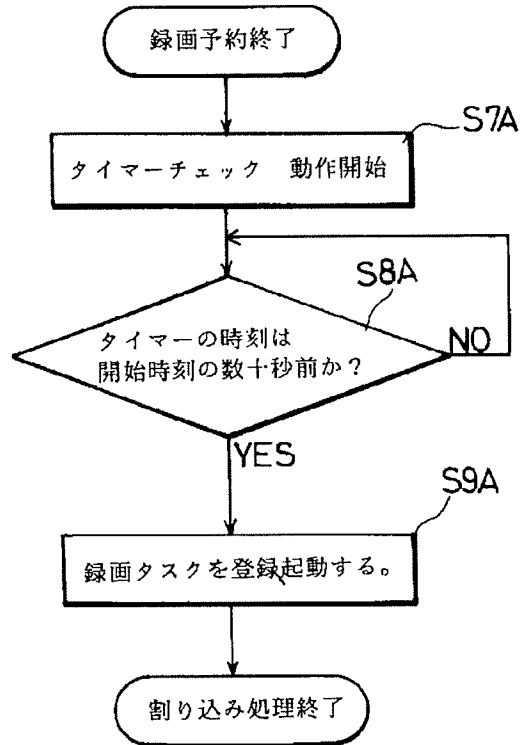 録画予約終了
S7A
タイマーチェック 動作開始
S8A
タイマーの時刻は
開始時刻の数十秒前か？
NO
YES
S9A
録画タスクを登録起動する。
割り込み処理終了